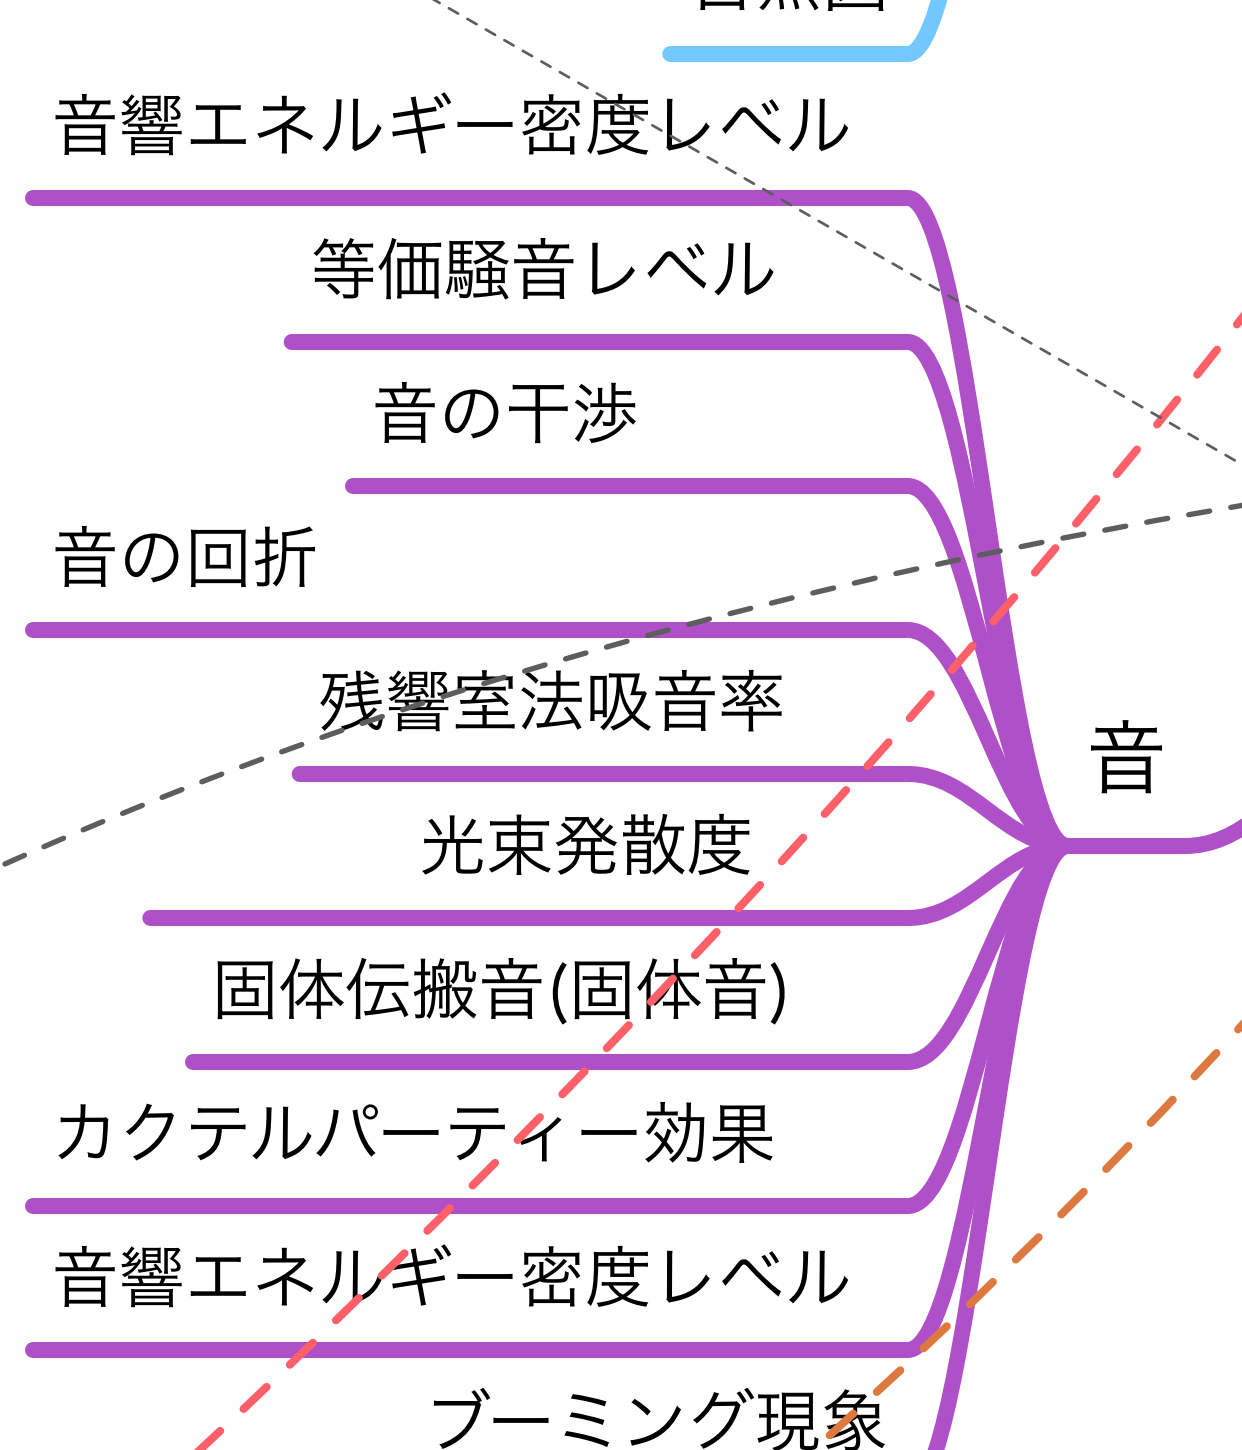 音響エネルギー密度レベル
等価騒音レベル
音の干渉
音の回折
残響室法吸音率
音
光束発散度
固体伝搬音(固体音)
カクテルパーティー効果
音響エネルギー密度レベル
ブーミング現象